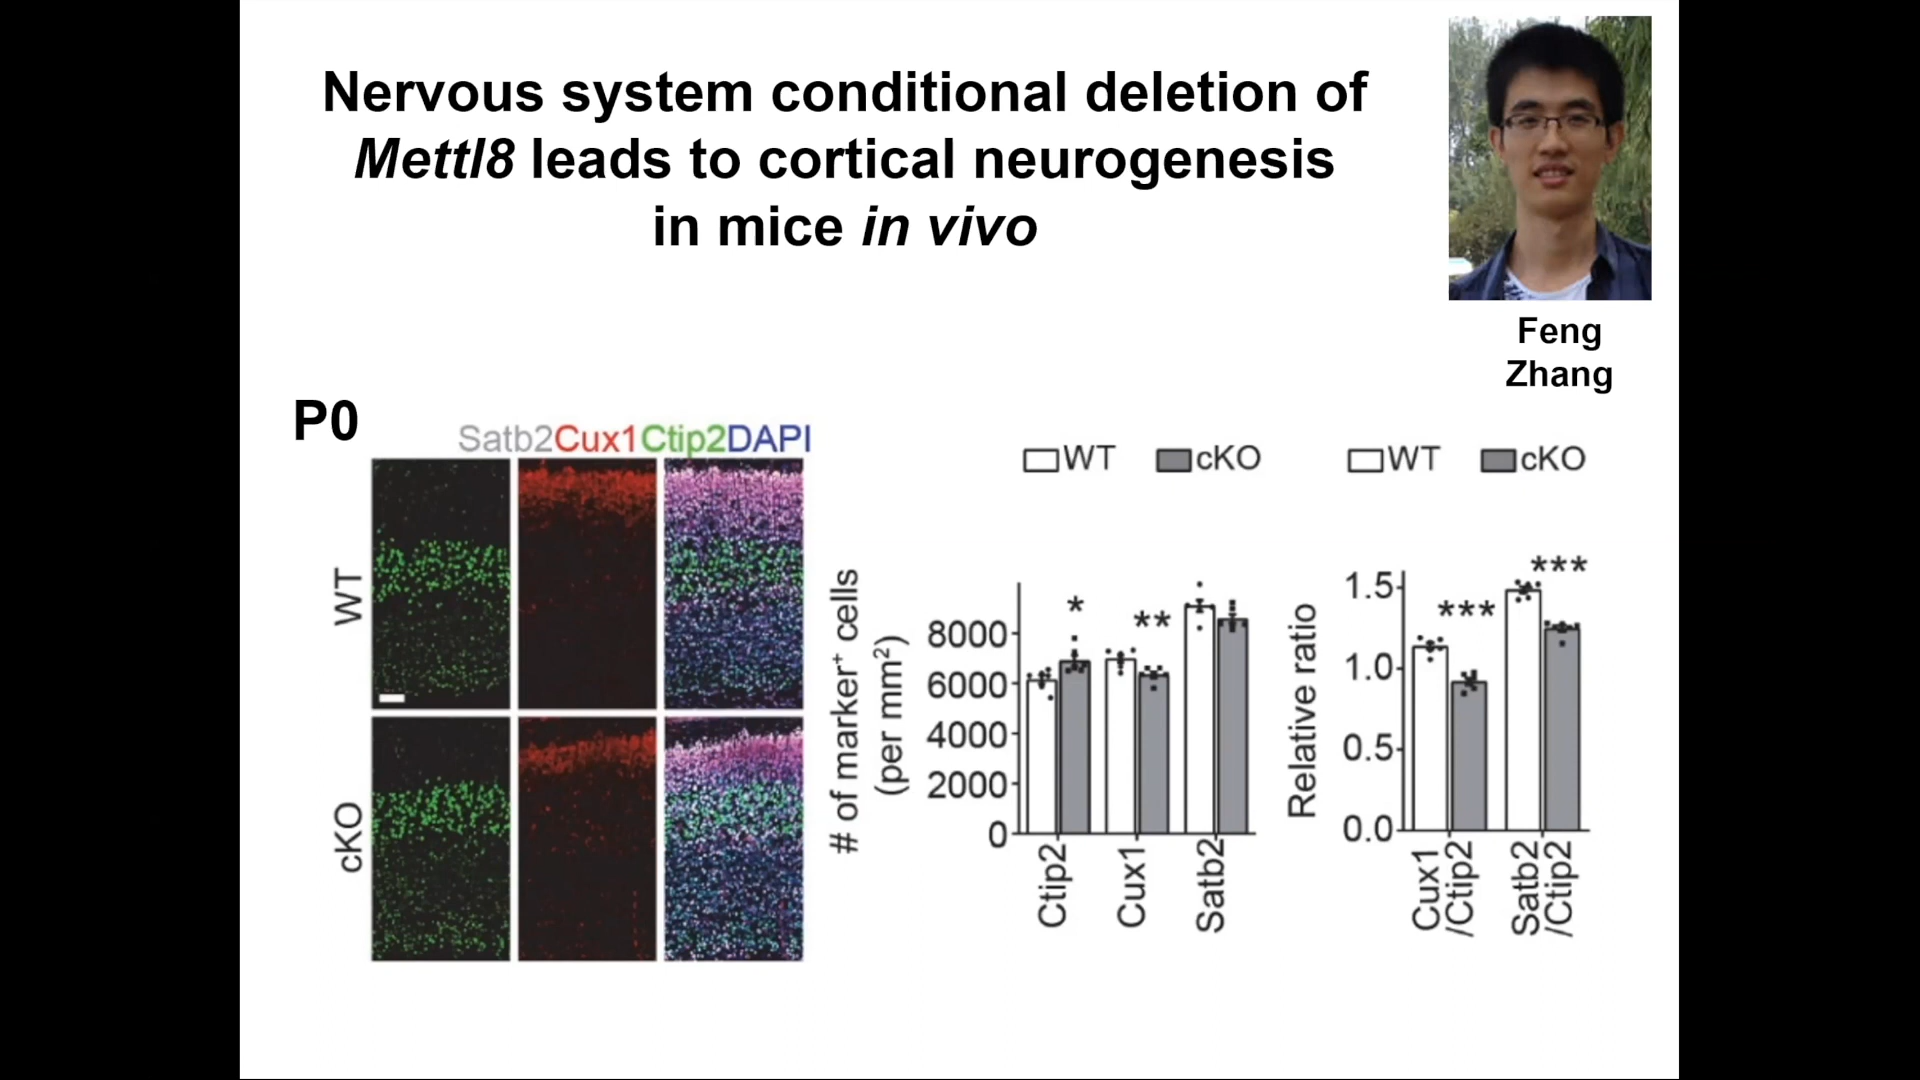 Nervous system conditional deletion of
Mettl8 leads to cortical neurogenesis
in mice in vivo
Feng
Zhang
P0
Satb2Cux1Ctip2DAPI
WT
cKO
WT cKO
# of marker+ cells
(per mm2)
8000
6000
4000
2000
0
* **
Ctip2
Cux1
Satb2
WT cKO
Relative ratio
1.5
1.0
0.5
0.0
***
***
Cux1
/Ctip2
Satb2
/Ctip2